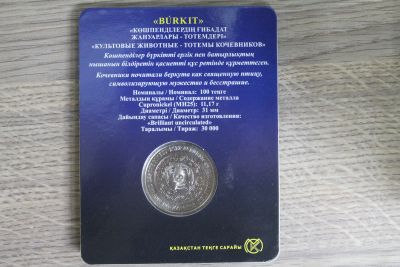 «BÚRKIT»
«КӨШПЕНДІЛЕРДІҢ ҒИБАДАТ
ЖАНУАРЛАРЫ - ТОТЕМДЕРІ»
«КУЛЬТОВЫЕ ЖИВОТНЫЕ - ТОТЕМЫ КОЧЕВНИКОВ»
Көшпенділер бүркітті ерлік пен батырлықтың
нышанын білдіретін қасиетті құс ретінде құрметтеген.
Кочевники почитали беркута как священную птицу,
символизирующую мужество и бесстрашие.
Номиналы / Номинал: 100 теңге
Металдың құрамы / Содержание металла
Cupronickel (МН25): 11,17 г
Диаметрі / Диаметр: 31 мм
Дайындау сапасы / Качество изготовления:
«Brilliant uncirculated»
Таралымы / Тираж: 30 000
ҚАЗАҚСТАН ТЕҢГЕ САРАЙЫ